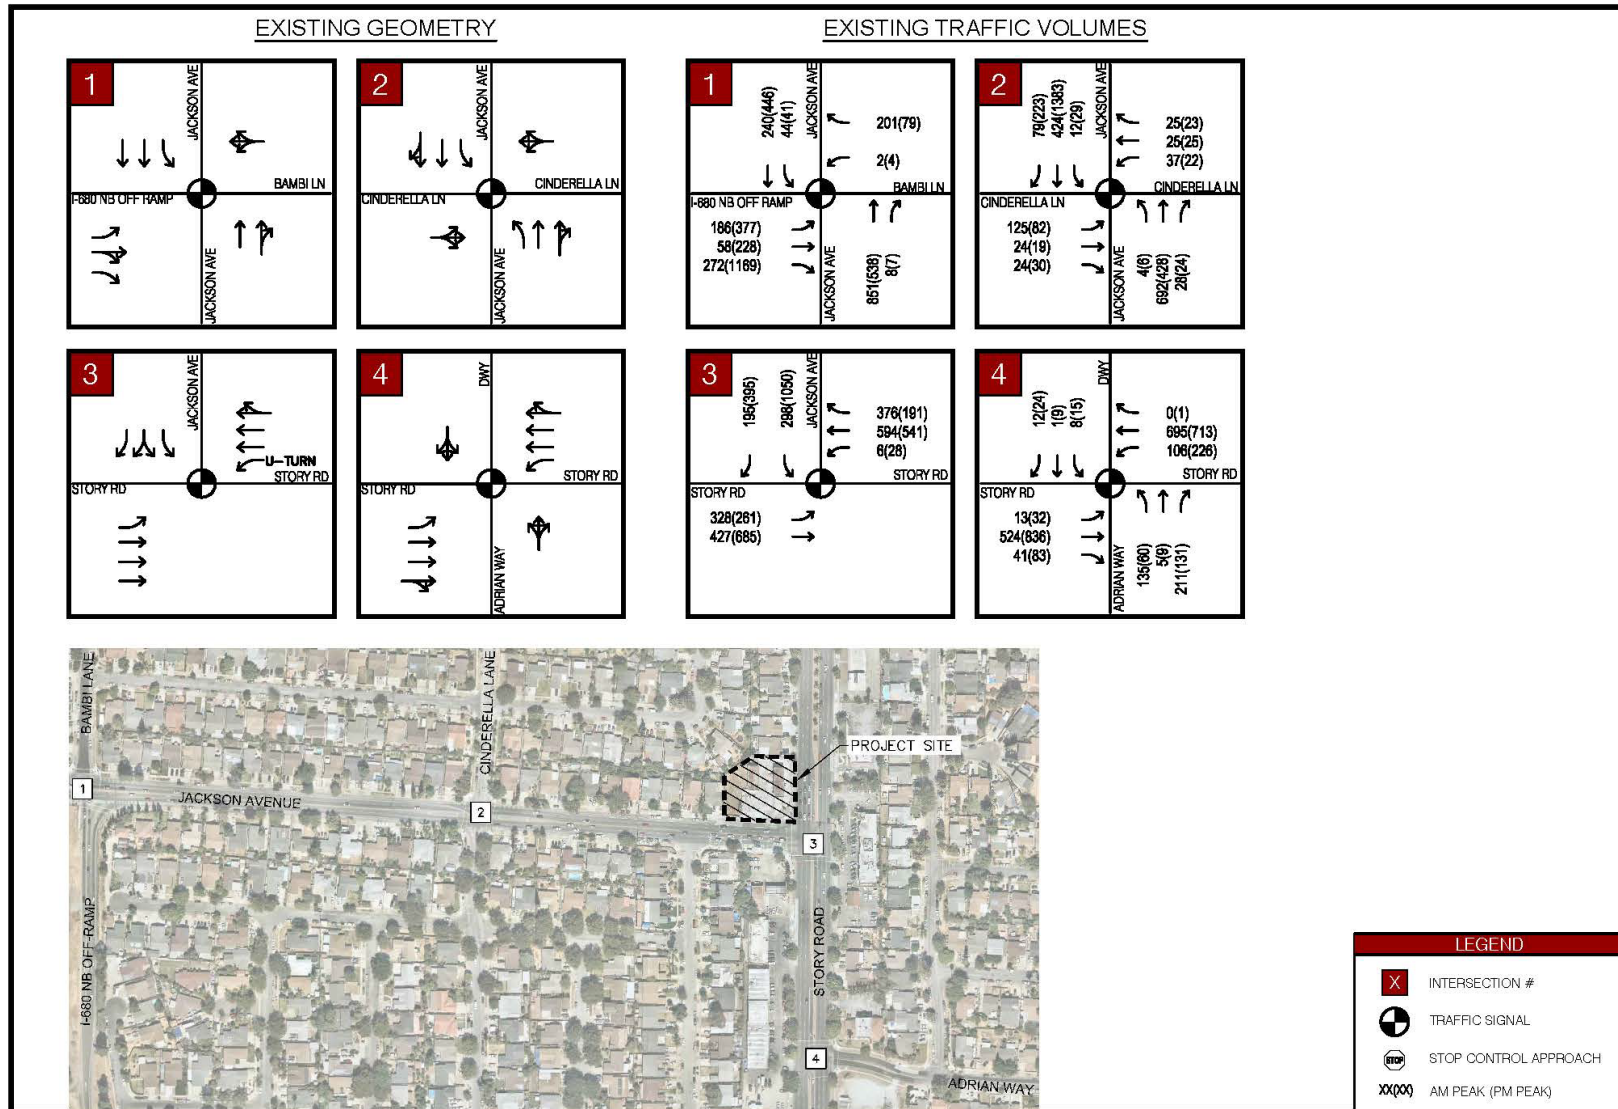 EXISTING GEOMETRY
EXISTING TRAFFIC VOLUMES
1
JACKSON AVE
BAMBI LN
I-680 NB OFF RAMP
JACKSON AVE
2
JACKSON AVE
CINDERELLA LN
CINDERELLA LN
JACKSON AVE
1
240(446)
44(41)
JACKSON AVE
201(79)
2(4)
BAMBI LN
I-680 NB OFF RAMP
186(377)
58(228)
272(1169)
JACKSON AVE
851(538)
8(7)
2
79(223)
424(1383)
12(29)
JACKSON AVE
25(23)
25(25)
37(22)
CINDERELLA LN
CINDERELLA LN
125(82)
24(19)
24(30)
JACKSON AVE
4(6)
692(428)
28(24)
3
JACKSON AVE
U-TURN
STORY RD
STORY RD
4
DWY
STORY RD
STORY RD
ADRIAN WAY
3
195(395)
298(1050)
JACKSON AVE
376(191)
594(541)
6(28)
STORY RD
STORY RD
328(261)
427(685)
4
12(24)
1(9)
8(15)
DWY
0(1)
695(713)
106(226)
STORY RD
STORY RD
13(32)
524(836)
41(83)
ADRIAN WAY
135(60)
5(9)
211(131)
BAMBI LANE
CINDERELLA LANE
PROJECT SITE
1
JACKSON AVENUE
2
3
I-680 NB OFF-RAMP
STORY ROAD
4
ADRIAN WAY
LEGEND
X INTERSECTION #
TRAFFIC SIGNAL
STOP STOP CONTROL APPROACH
XX(XX) AM PEAK (PM PEAK)